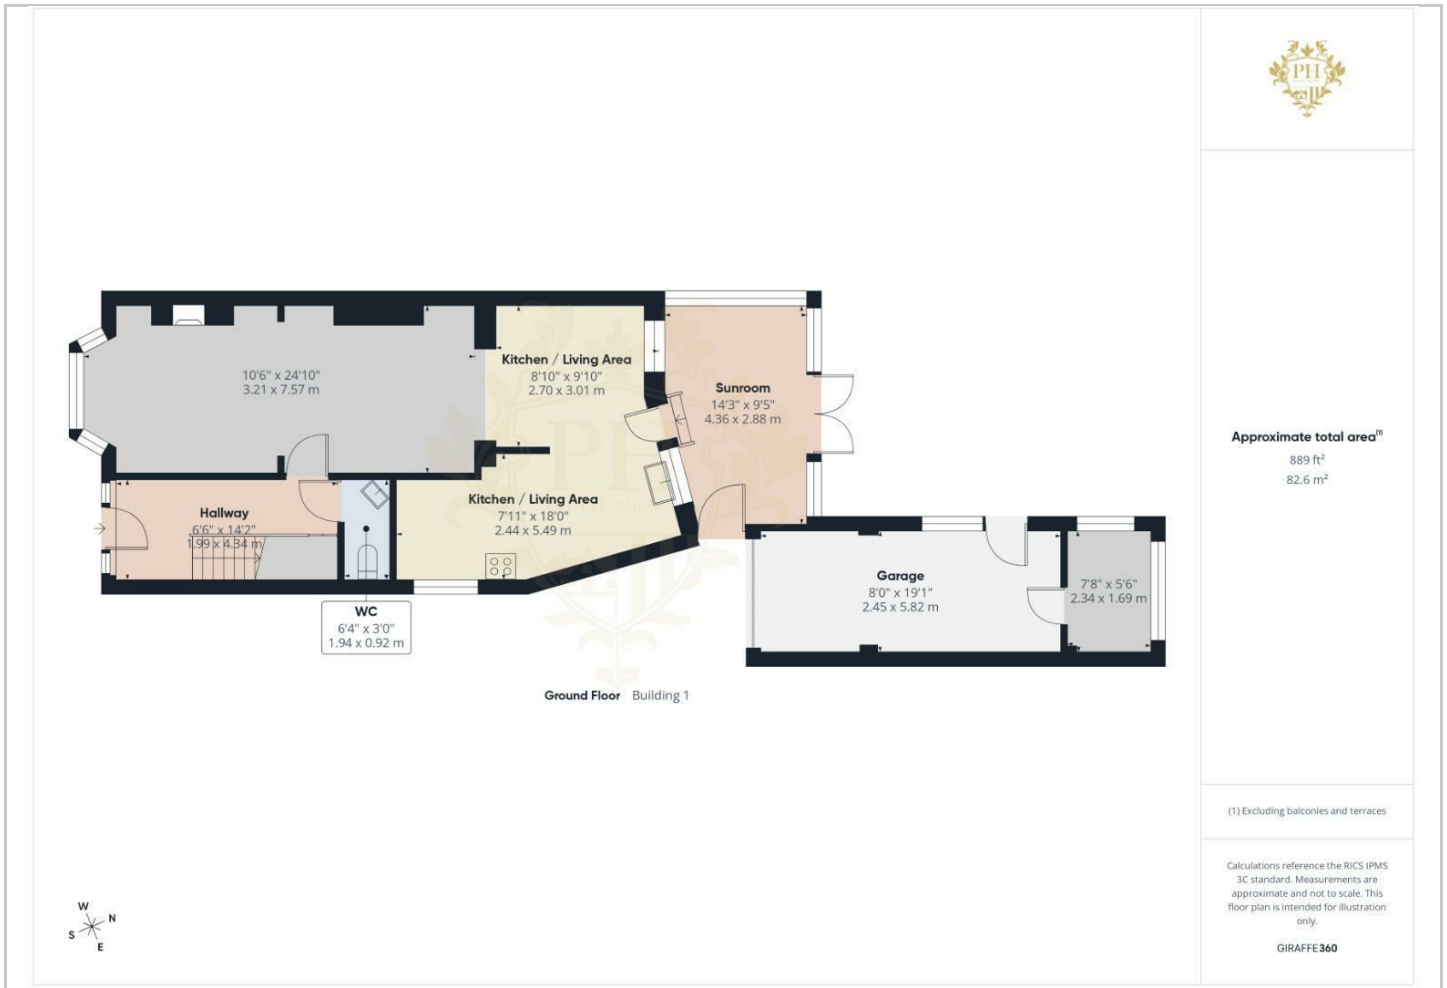 PH
10'6" x 24'10"
3.21 x 7.57 m
Kitchen / Living Area
8'10" x 9'10"
2.70 x 3.01 m
Sunroom
14'3" x 9'5"
4.36 x 2.88 m
Hallway
6'6" x 14'2"
1.99 x 4.34 m
Kitchen / Living Area
7'11" x 18'0"
2.44 x 5.49 m
WC
6'4" x 3'0"
1.94 x 0.92 m
Garage
8'0" x 19'1"
2.45 x 5.82 m
7'8" x 5'6"
2.34 x 1.69 m
Ground Floor Building 1
W
N
S
E
Approximate total area(1)
889 ft²
82.6 m²
(1) Excluding balconies and terraces
Calculations reference the RICS IPMS
3C standard. Measurements are
approximate and not to scale. This
floor plan is intended for illustration
only.
GIRAFFE360